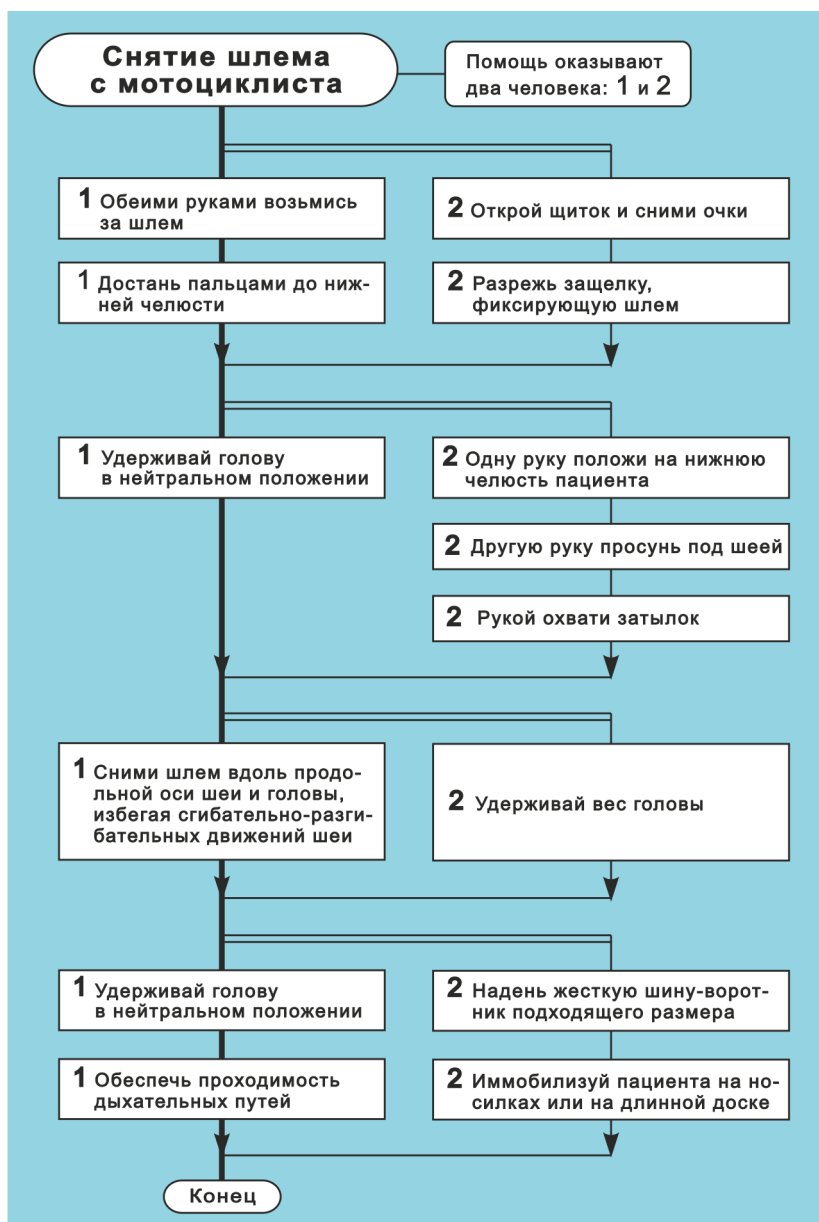 Снятие шлема
с мотоциклиста
Помощь оказывают
два человека: 1 и 2
1 Обеими руками возьмись
за шлем
2 Открой щиток и сними очки
1 Достань пальцами до ниж-
ней челюсти
2 Разрежь защелку,
фиксирующую шлем
1 Удерживай голову
в нейтральном положении
2 Одну руку положи на нижнюю
челюсть пациента
2 Другую руку просунь под шеей
2 Рукой охвати затылок
1 Сними шлем вдоль продо-
льной оси шеи и головы,
избегая сгибательно-разги-
бательных движений шеи
2 Удерживай вес головы
1 Удерживай голову
в нейтральном положении
2 Надень жесткую шину-ворот-
ник подходящего размера
1 Обеспечь проходимость
дыхательных путей
2 Иммобилизуй пациента на но-
силках или на длинной доске
Конец